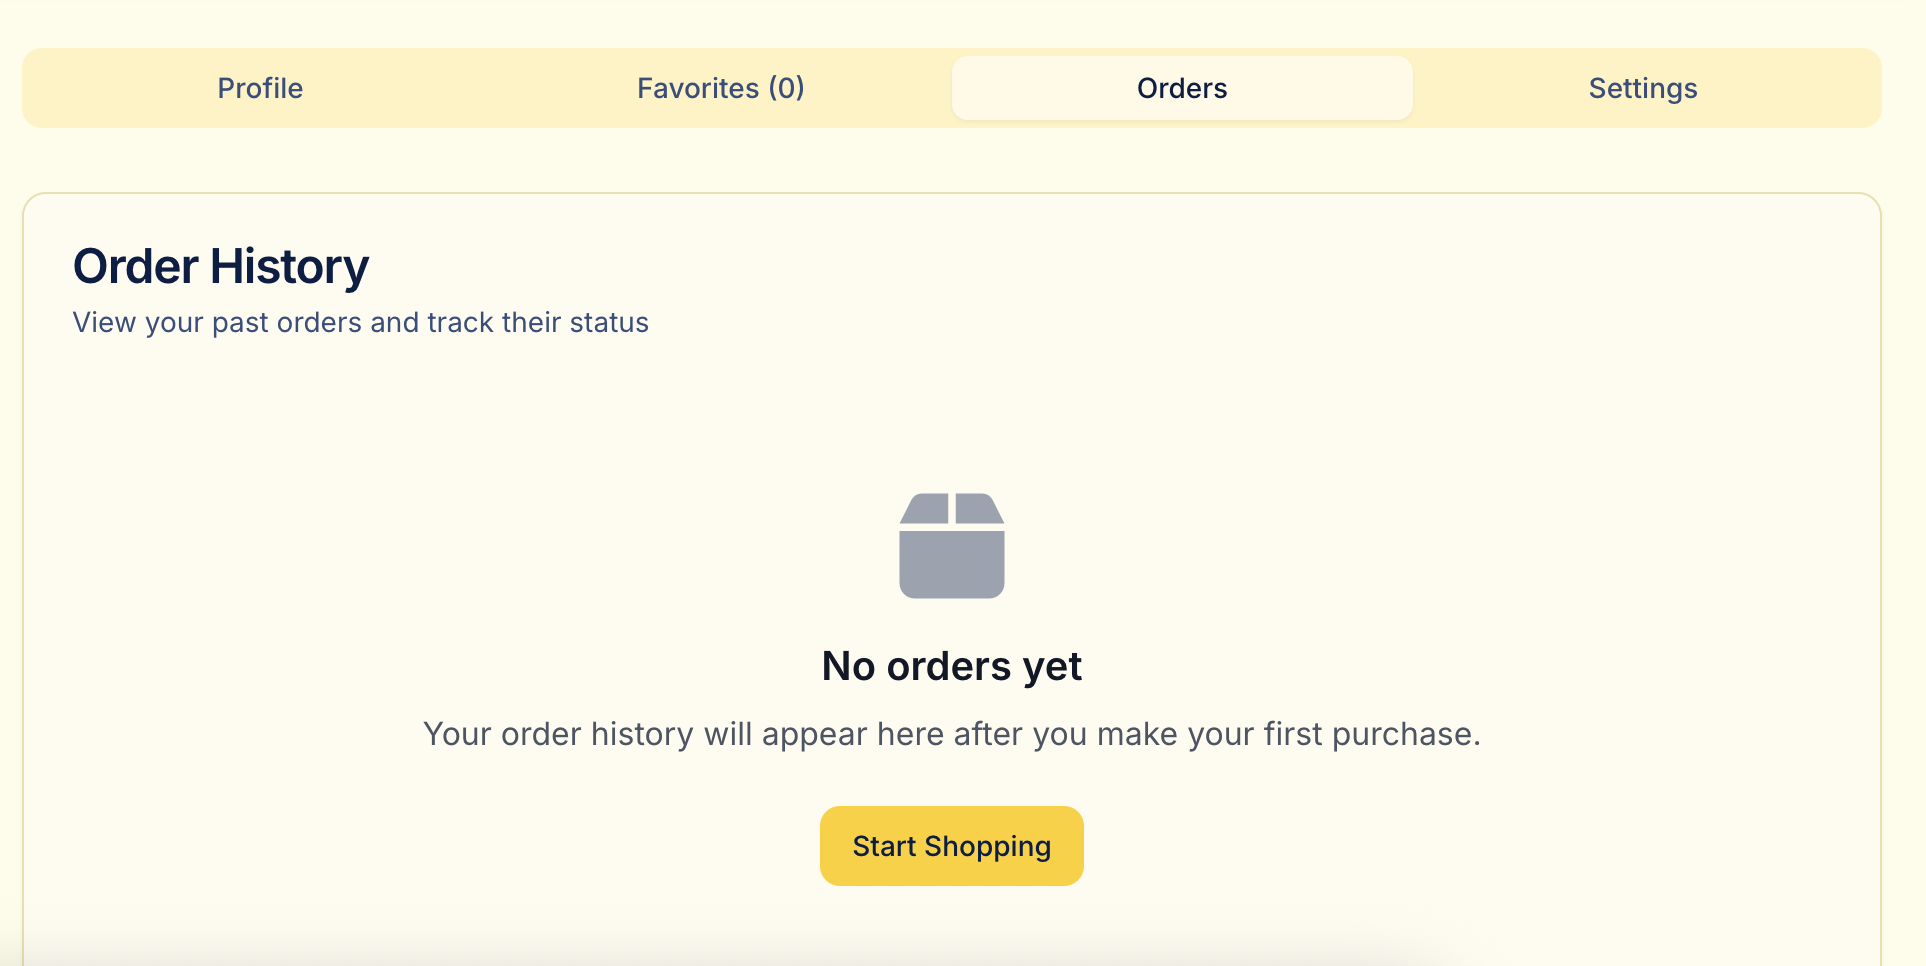 Profile
Favorites (0)
Orders
Settings
Order History
View your past orders and track their status
No orders yet
Your order history will appear here after you make your first purchase.
Start Shopping